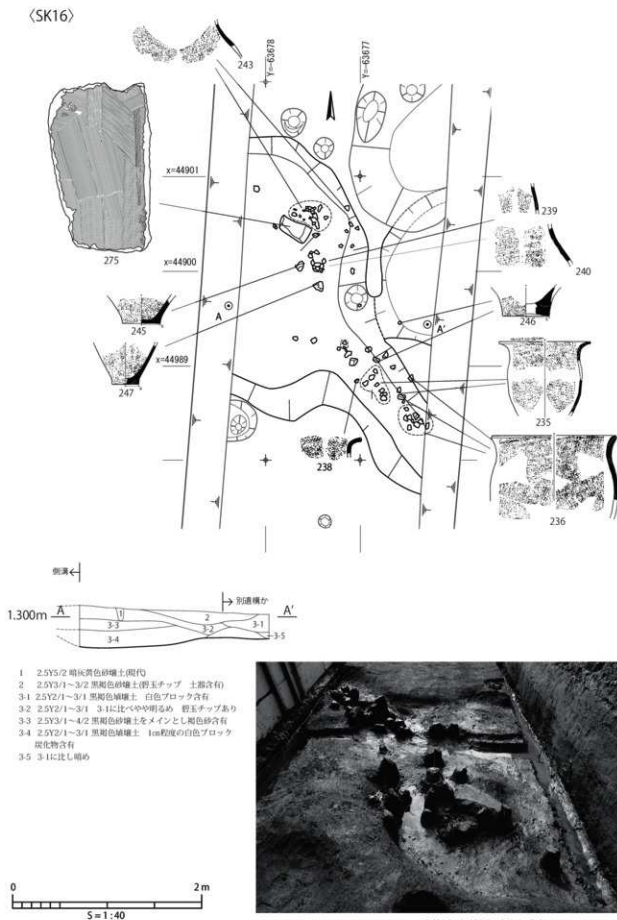 〈SK16〉
243
Y=-63678
Y=-63677
x=44901
275
239
x=44900
240
A
A′
245
246
247
x=44989
235
238
236
側溝
別遺構か
1.300m
A
A′
1
2
3-1
3-2
3-3
3-4
3-5
1 2.5Y5/2 暗灰黄色砂壌土(現代)
2 2.5Y3/1～3/2 黒褐色砂壌土(碧玉チップ 土器含有)
3-1 2.5Y2/1～3/1 黒褐色埴壌土 白色ブロック含有
3-2 2.5Y2/1～3/1 3-1に比べやや明るめ 碧玉チップあり
3-3 2.5Y3/1～4/2 黒褐色砂壌土をメインとし褐色砂含有
3-4 2.5Y2/1～3/1 黒褐色埴壌土 1㎝程度の白色ブロック
炭化物含有
3-5 3-1に比し暗め
0
2m
S=1:40